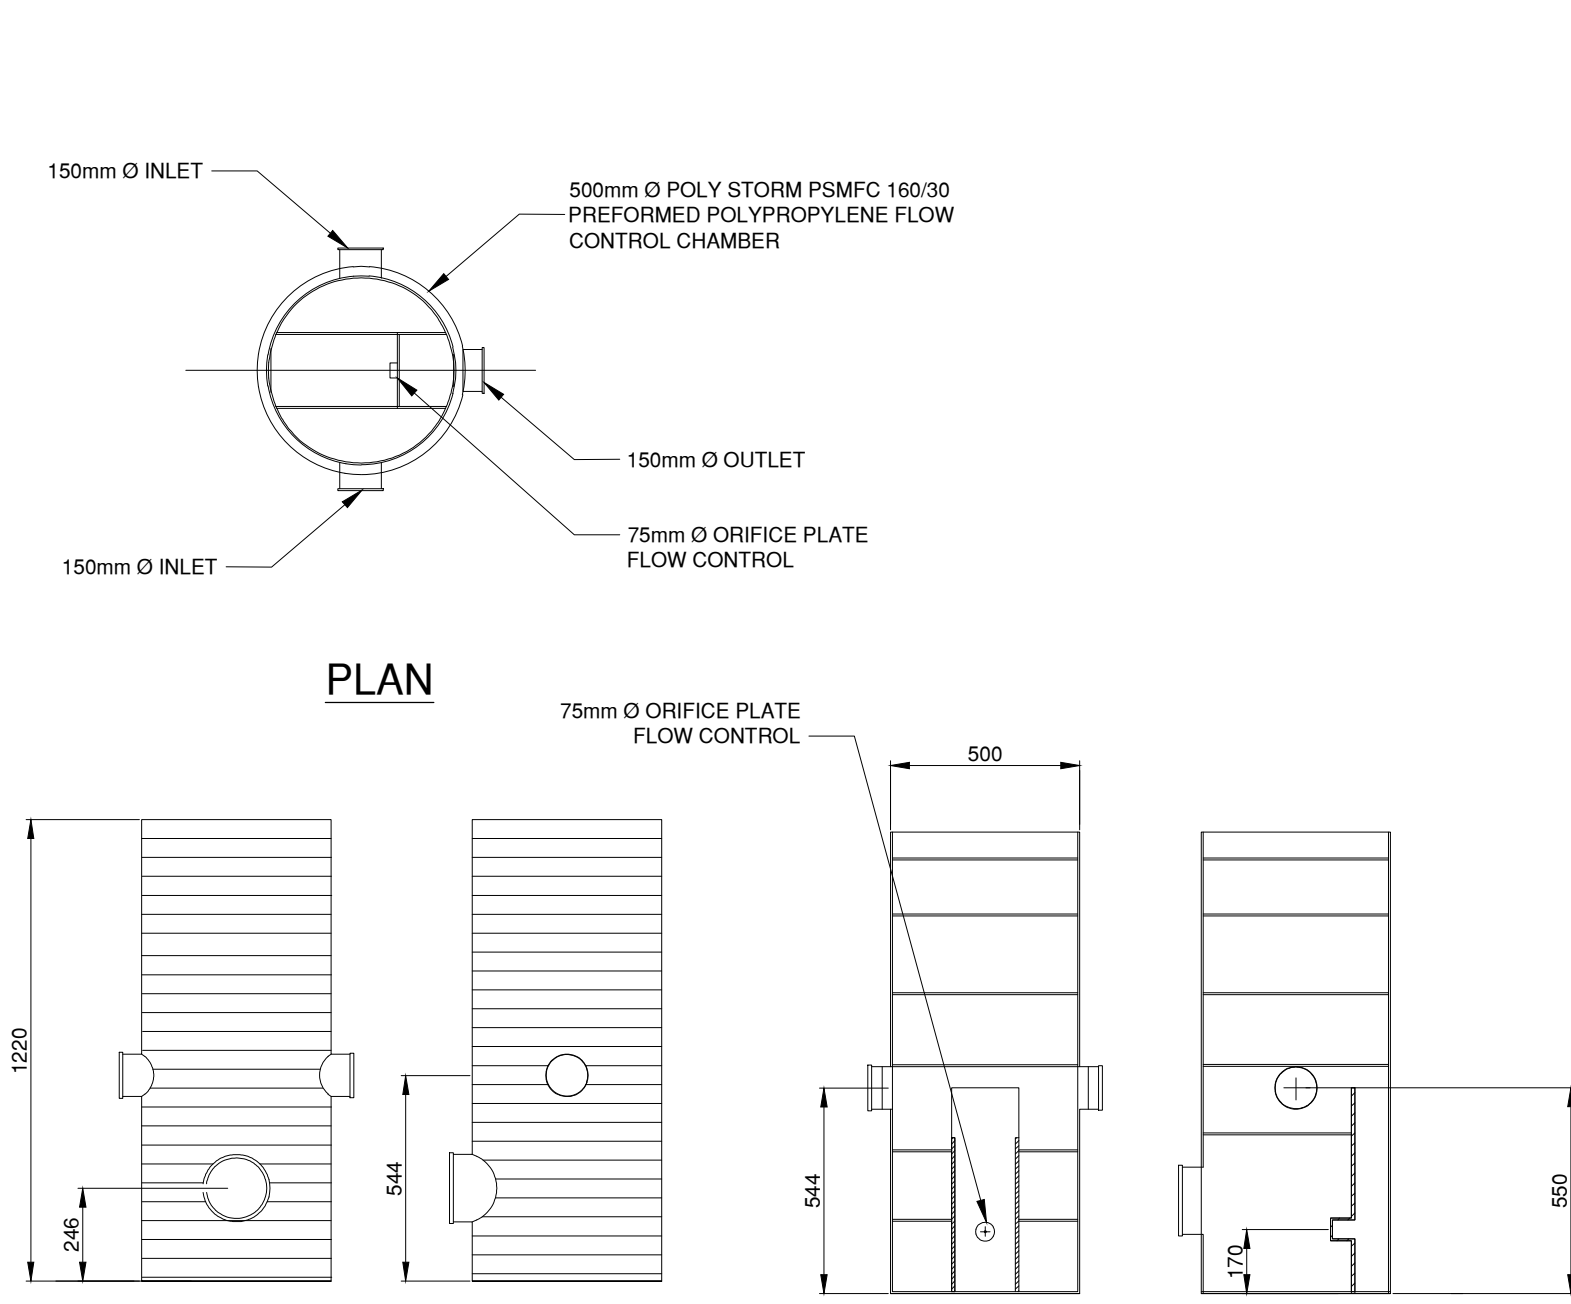 150mm Ø INLET
500mm Ø POLY STORM PSMFC 160/30
PREFORMED POLYPROPYLENE FLOW
CONTROL CHAMBER
150mm Ø OUTLET
75mm Ø ORIFICE PLATE
FLOW CONTROL
150mm Ø INLET
PLAN
75mm Ø ORIFICE PLATE
FLOW CONTROL
500
1220
246
544
544
170
550